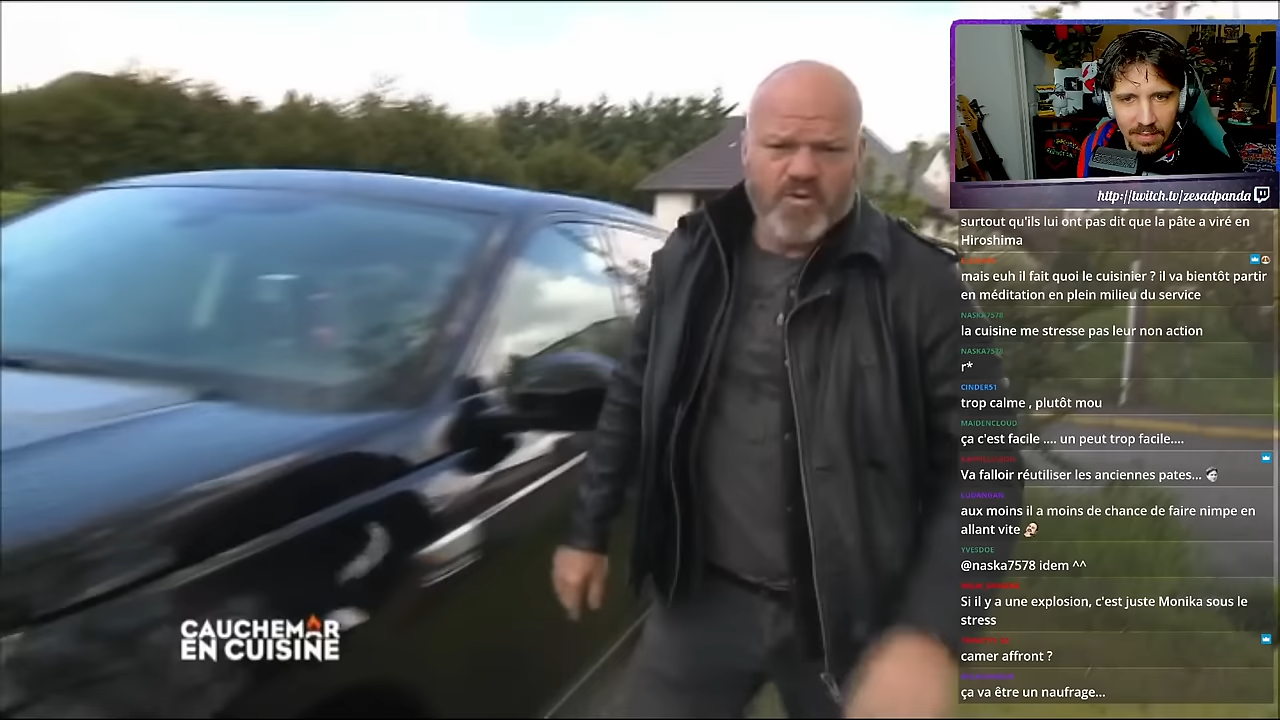 CAUCHEMAR
EN CUISINE
http://twitch.tv/zesadpanda
surtout qu'ils lui ont pas dit que la pâte a viré en
Hiroshima
mais euh il fait quoi le cuisinier ? il va bientôt partir
en méditation en plein milieu du service
NASKA7578
la cuisine me stresse pas leur non action
NASKA7578
r*
CINDER51
trop calme , plutôt mou
MAIDENCLOUD
ça c'est facile .... un peut trop facile....
Va falloir réutiliser les anciennes pates...
LUDANGAN
aux moins il a moins de chance de faire nimpe en
allant vite
YVESDOE
@naska7578 idem ^^
Si il y a une explosion, c'est juste Monika sous le
stress
camer affront ?
ça va être un naufrage...